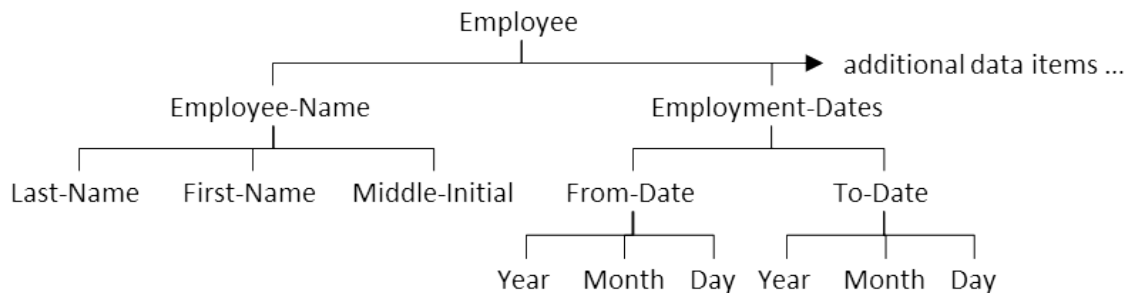 Employee
additional data items ...
Employee-Name Employment-Dates
Last-Name First-Name Middle-Initial From-Date To-Date
Year Month Day Year Month Day